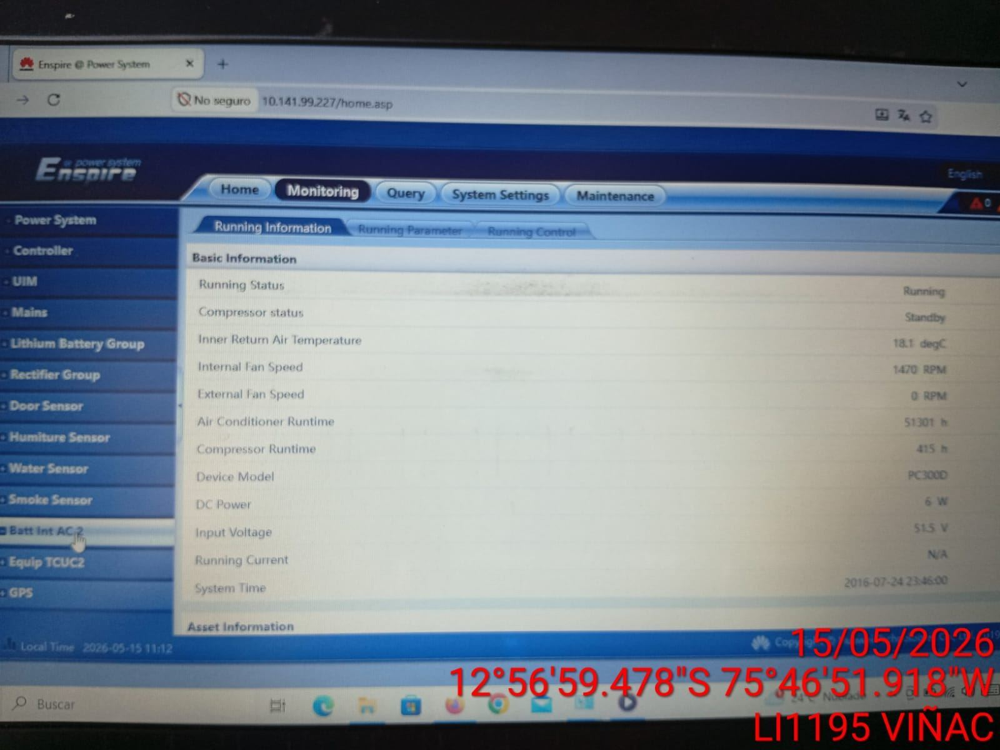 Enspire @ Power System
No seguro 10.141.99.227/home.asp
power system
Enspire
English
Home Monitoring Query System Settings Maintenance
0
Running Information Running Parameter Running Control
Power System
Controller
UIM
Mains
Lithium Battery Group
Rectifier Group
Door Sensor
Humiture Sensor
Water Sensor
Smoke Sensor
Batt Int AC 2
Equip TCUC2
GPS
Basic Information
Running Status Running
Compressor status Standby
Inner Return Air Temperature 18.1 degC
Internal Fan Speed 1470 RPM
External Fan Speed 0 RPM
Air Conditioner Runtime 51301 h
Compressor Runtime 415 h
Device Model PC300D
DC Power 6 W
Input Voltage 51.5 V
Running Current N/A
System Time 2016-07-24 23:46:00
Asset Information
Local Time 2026-05-15 11:12
15/05/2026
12°56'59.478"S 75°46'51.918"W
Buscar
LI1195 VIÑAC